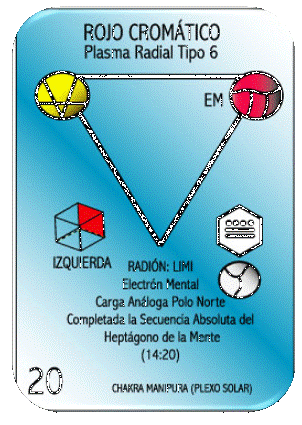 ROJO CROMÁTICO
Plasma Radial Tipo 6
EM
IZQUIERDA
RADIÓN: LIMI
Electrón Mental
Carga Análoga Polo Norte
Completada la Secuencia Absoluta del
Heptágono de la Mente
(14:20)
20
CHAKRA MANIPURA (PLEXO SOLAR)